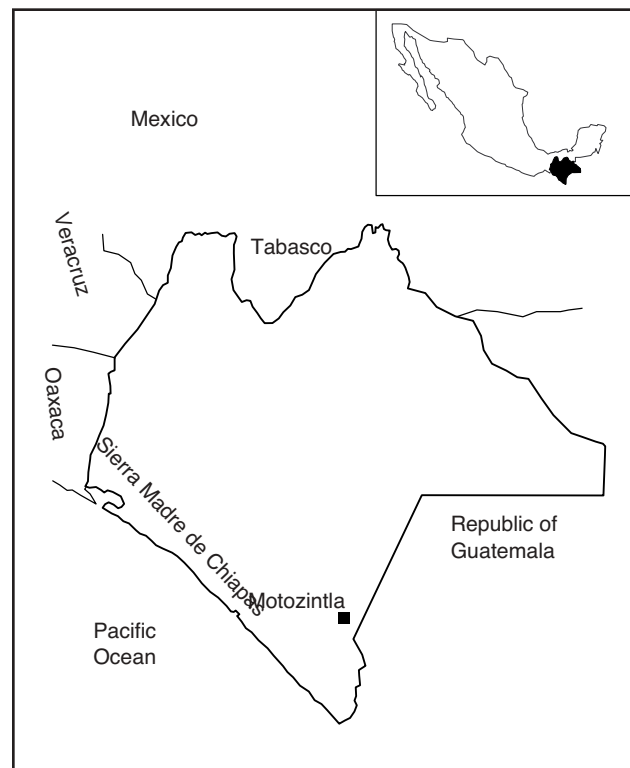 Mexico
Veracruz
Tabasco
Oaxaca
Sierra Madre de Chiapas
Republic of
Guatemala
Motozintla
Pacific
Ocean